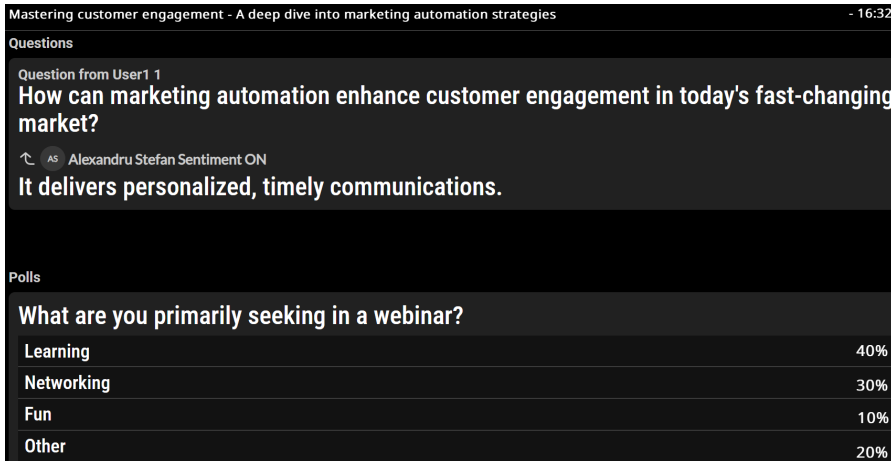 Mastering customer engagement - A deep dive into marketing automation strategies - 16:32
Questions
Question from User1 1
How can marketing automation enhance customer engagement in today's fast-changing
market?
AS Alexandru Stefan Sentiment ON
It delivers personalized, timely communications.
Polls
What are you primarily seeking in a webinar?
Learning 40%
Networking 30%
Fun 10%
Other 20%